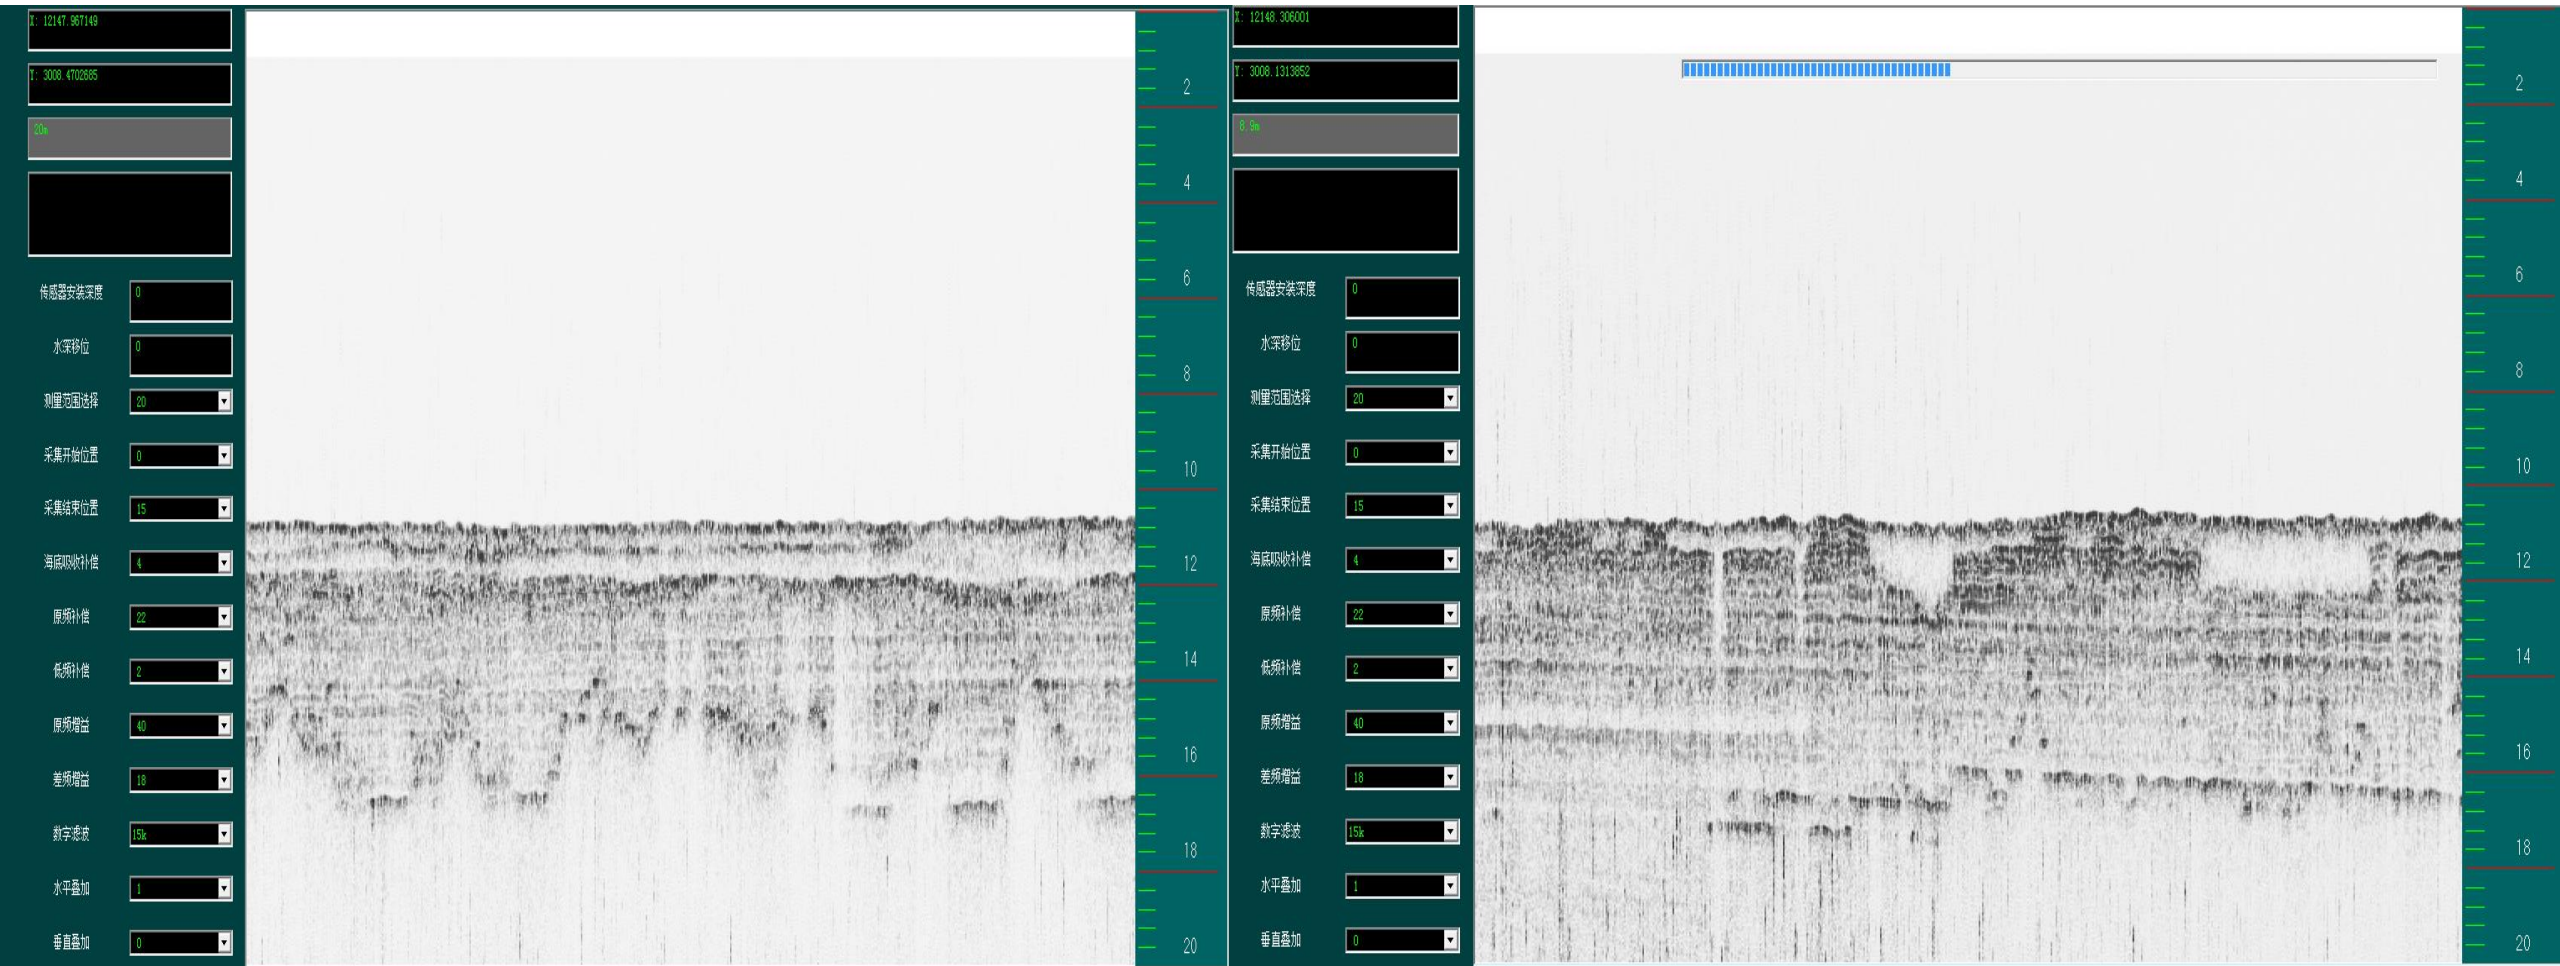 X: 12147.967149
Y: 3008.4702685
20m
传感器安装深度 0
水深移位 0
测量范围选择 20
采集开始位置 0
采集结束位置 15
海底吸收补偿 4
原频补偿 22
低频补偿 2
原频增益 40
差频增益 18
数字滤波 15k
水平叠加 1
垂直叠加 0
2
4
6
8
10
12
14
16
18
20
X: 12148.306001
Y: 3008.1313852
8.9m
传感器安装深度 0
水深移位 0
测量范围选择 20
采集开始位置 0
采集结束位置 15
海底吸收补偿 4
原频补偿 22
低频补偿 2
原频增益 40
差频增益 18
数字滤波 15k
水平叠加 1
垂直叠加 0
2
4
6
8
10
12
14
16
18
20